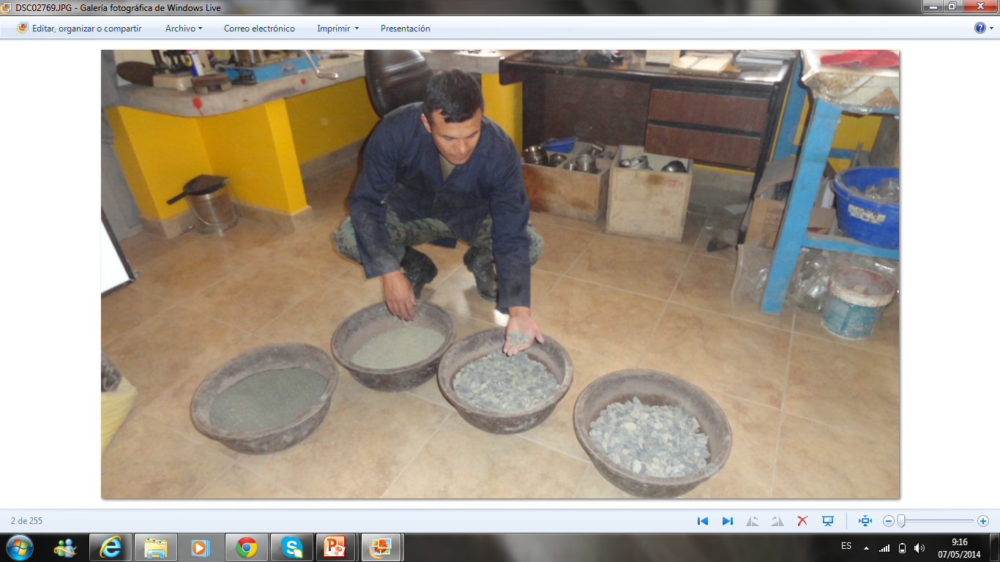 DSC02769.JPG - Galería fotográfica de Windows Live
Editar, organizar o compartir Archivo Correo electrónico Imprimir Presentación
2 de 255
ES 9:16
07/05/2014